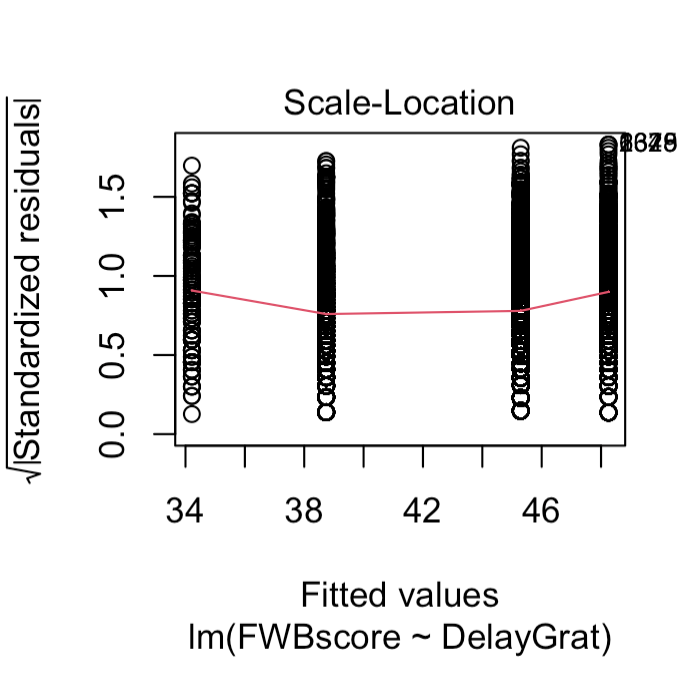 Scale-Location
√|Standardized residuals|
1.5
1.0
0.5
0.0
34
38
42
46
Fitted values
lm(FWBscore ~ DelayGrat)